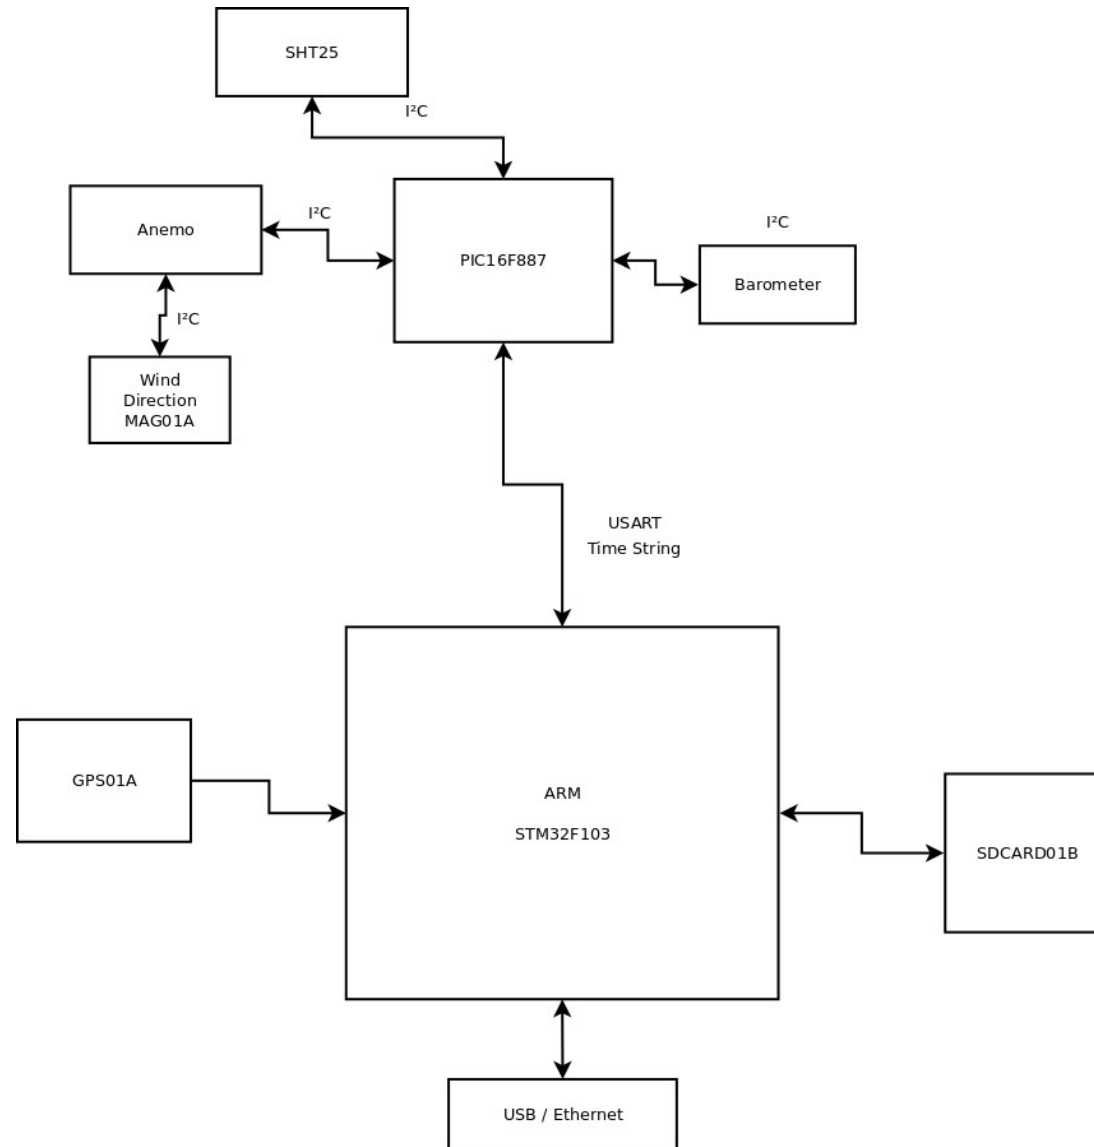 SHT25
I²C
Anemo
I²C
PIC16F887
I²C
Barometer
I²C
Wind
Direction
MAG01A
USART
Time String
GPS01A
ARM
STM32F103
SDCARD01B
USB / Ethernet